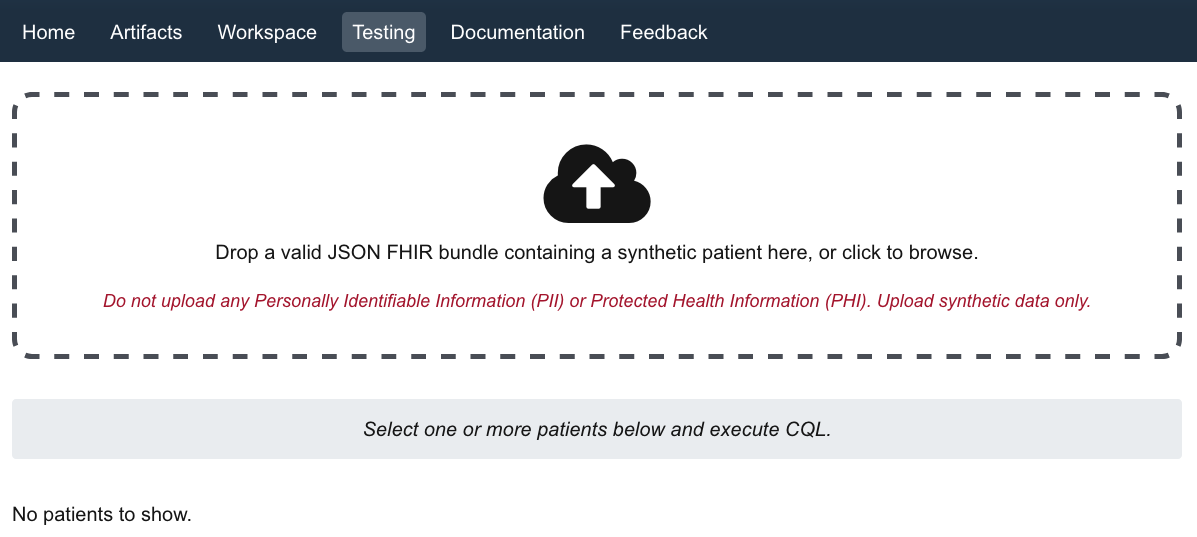 Home Artifacts Workspace Testing Documentation Feedback
Drop a valid JSON FHIR bundle containing a synthetic patient here, or click to browse.
Do not upload any Personally Identifiable Information (PII) or Protected Health Information (PHI). Upload synthetic data only.
Select one or more patients below and execute CQL.
No patients to show.